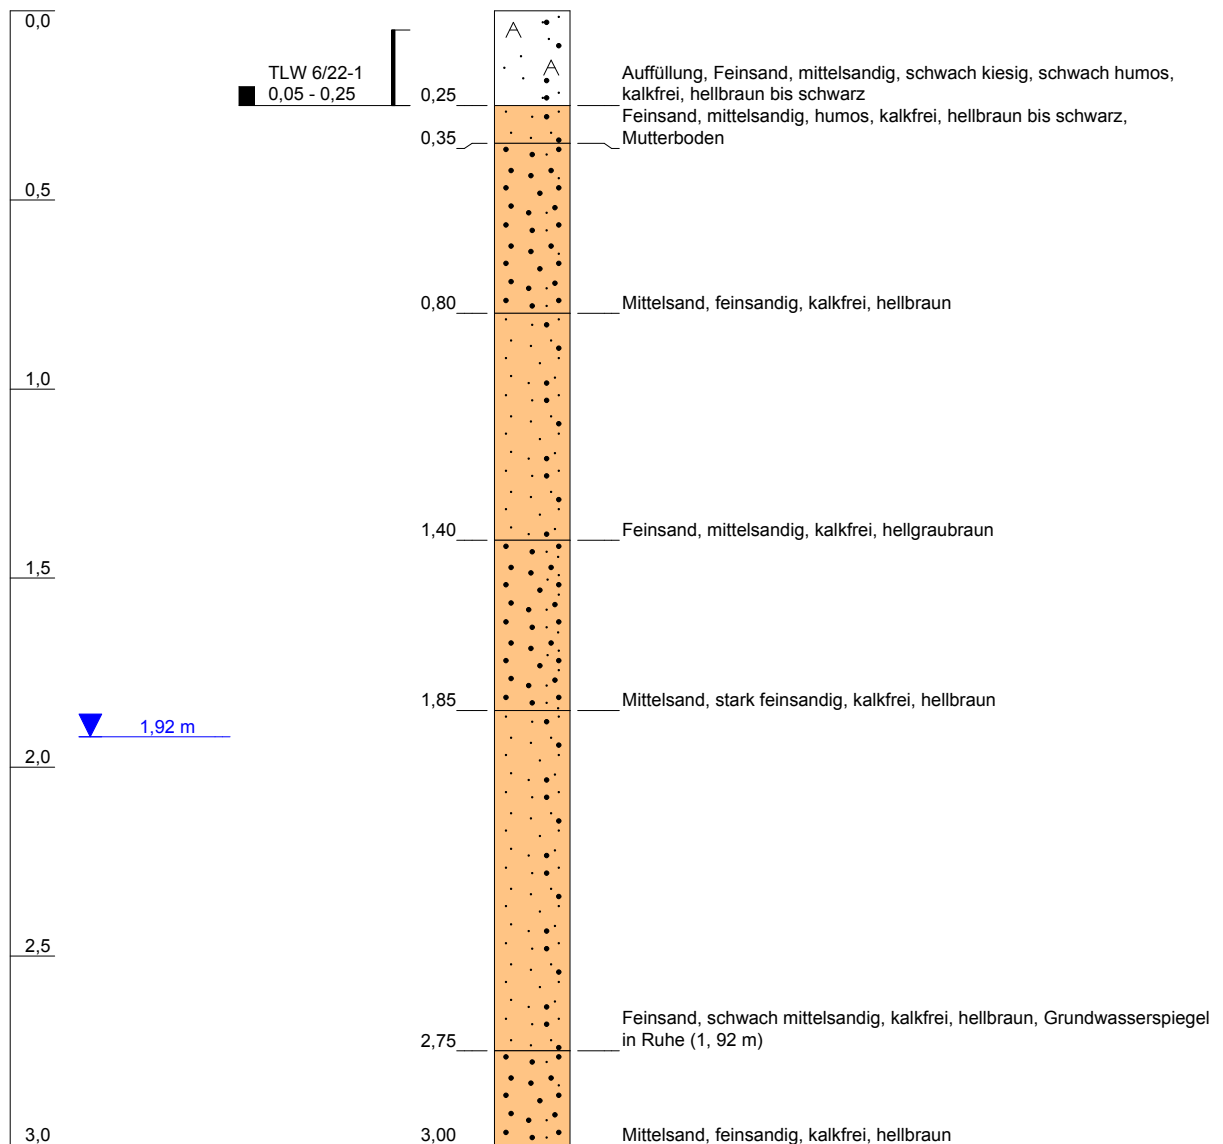 0,0
TLW 6/22-1
0,05 - 0,25
0,25
Auffüllung, Feinsand, mittelsandig, schwach kiesig, schwach humos,
kalkfrei, hellbraun bis schwarz
A
A
0,35
Feinsand, mittelsandig, humos, kalkfrei, hellbraun bis schwarz,
Mutterboden
0,5
0,80
Mittelsand, feinsandig, kalkfrei, hellbraun
1,0
1,40
Feinsand, mittelsandig, kalkfrei, hellgraubraun
1,5
1,85
Mittelsand, stark feinsandig, kalkfrei, hellbraun
1,92 m
2,0
2,5
2,75
Feinsand, schwach mittelsandig, kalkfrei, hellbraun, Grundwasserspiegel
in Ruhe (1, 92 m)
3,0
3,00
Mittelsand, feinsandig, kalkfrei, hellbraun